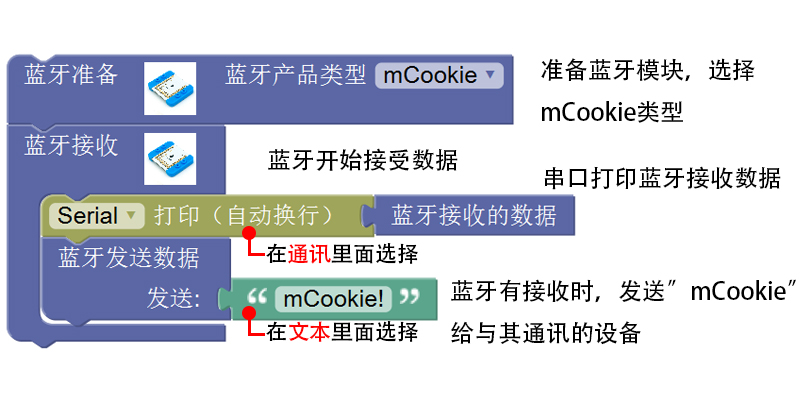 蓝牙准备 蓝牙产品类型 mCookie
准备蓝牙模块，选择
mCookie类型
蓝牙接收
蓝牙开始接受数据
串口打印蓝牙接收数据
Serial 打印（自动换行） 蓝牙接收的数据
在通讯里面选择
蓝牙发送数据
发送: “ mCookie! ”
蓝牙有接收时，发送”mCookie”
给与其通讯的设备
在文本里面选择